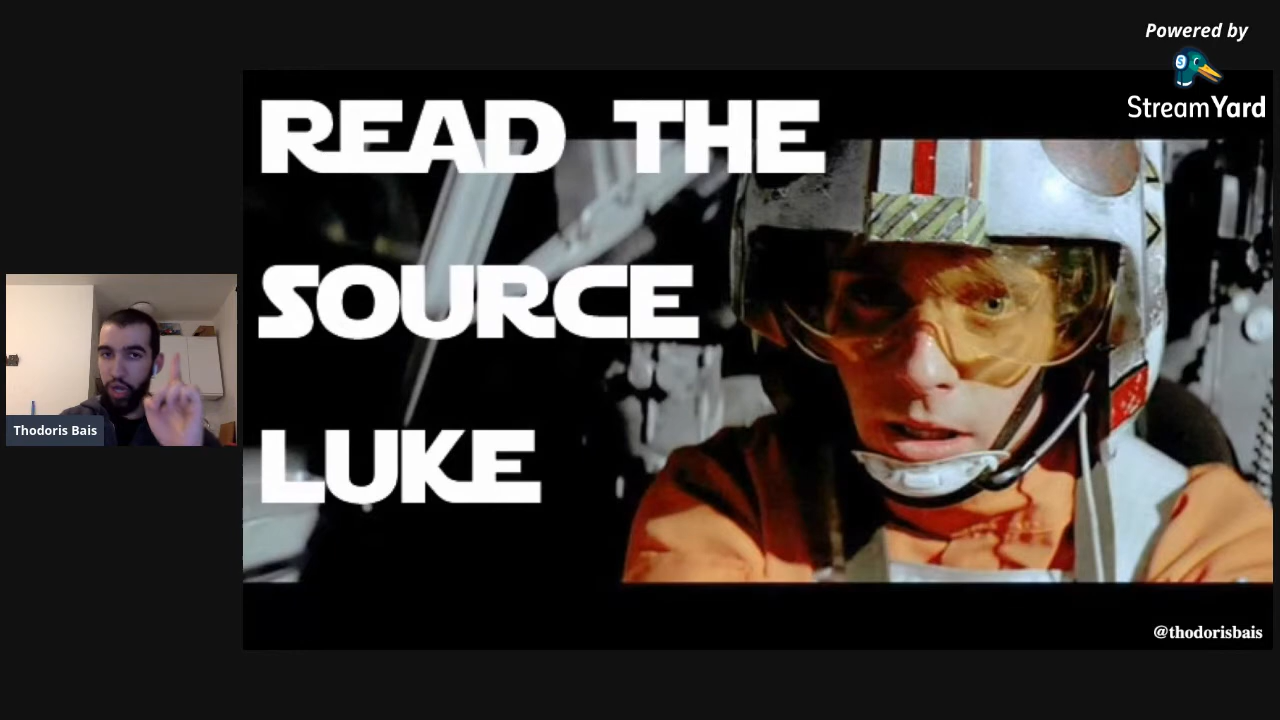 Powered by
StreamYard
READ THE
SOURCE
LUKE
Thodoris Bais
@thodorisbais